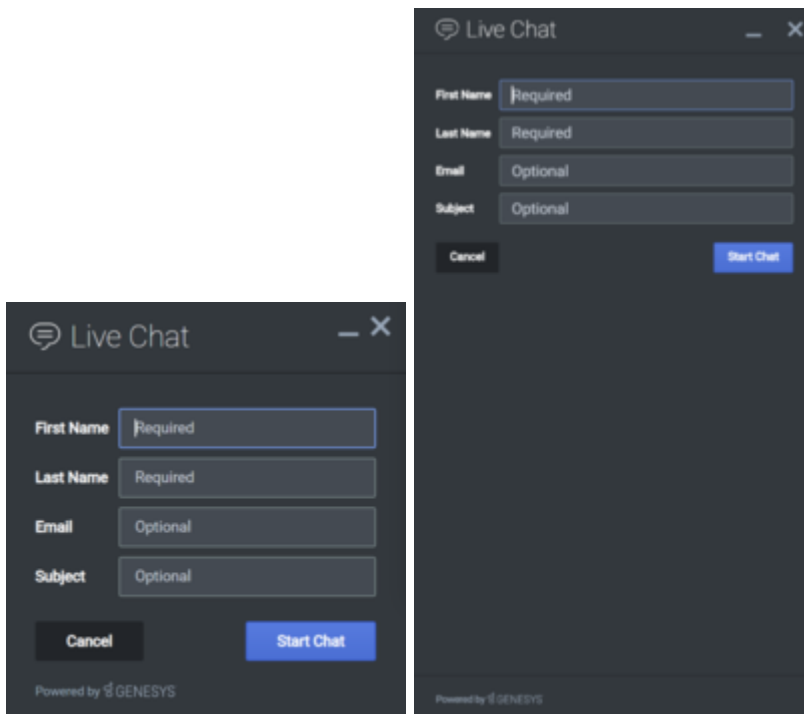 Live Chat
First Name Required
Last Name Required
Email Optional
Subject Optional
Cancel Start Chat
Powered by GENESYS
Live Chat
First Name Required
Last Name Required
Email Optional
Subject Optional
Cancel Start Chat
Powered by GENESYS